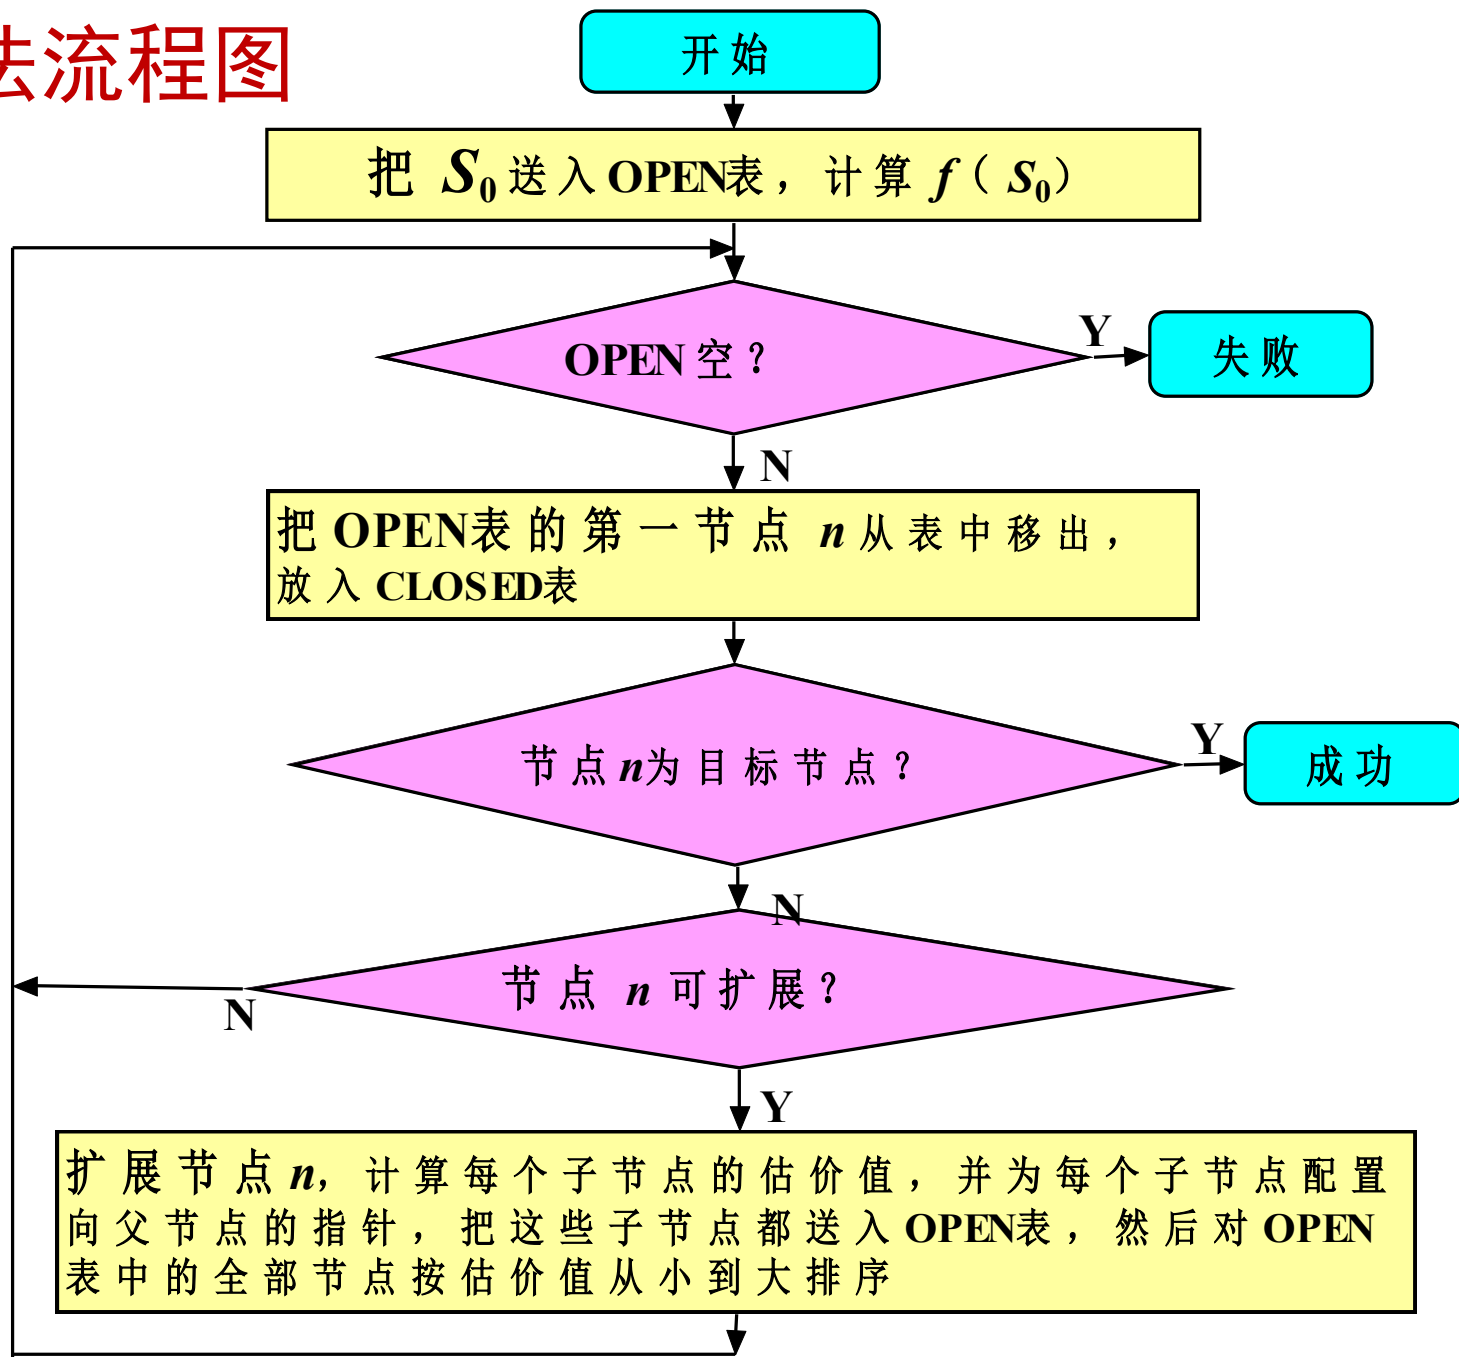 法流程图
开始
把 S0 送入OPEN表，计算 f（S0）
OPEN空？
Y
失败
N
把OPEN表的第一节点 n 从表中移出，
放入CLOSED表
节点n为目标节点？
Y
成功
N
节点 n 可扩展？
N
Y
扩展节点n，计算每个子节点的估价值，并为每个子节点配置
向父节点的指针，把这些子节点都送入OPEN表，然后对OPEN
表中的全部节点按估价值从小到大排序